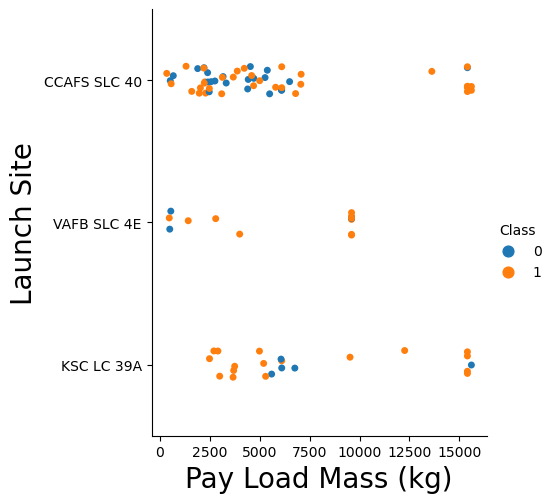 CCAFS SLC 40
VAFB SLC 4E
KSC LC 39A
Launch Site
0 2500 5000 7500 10000 12500 15000
Pay Load Mass (kg)
Class
0
1